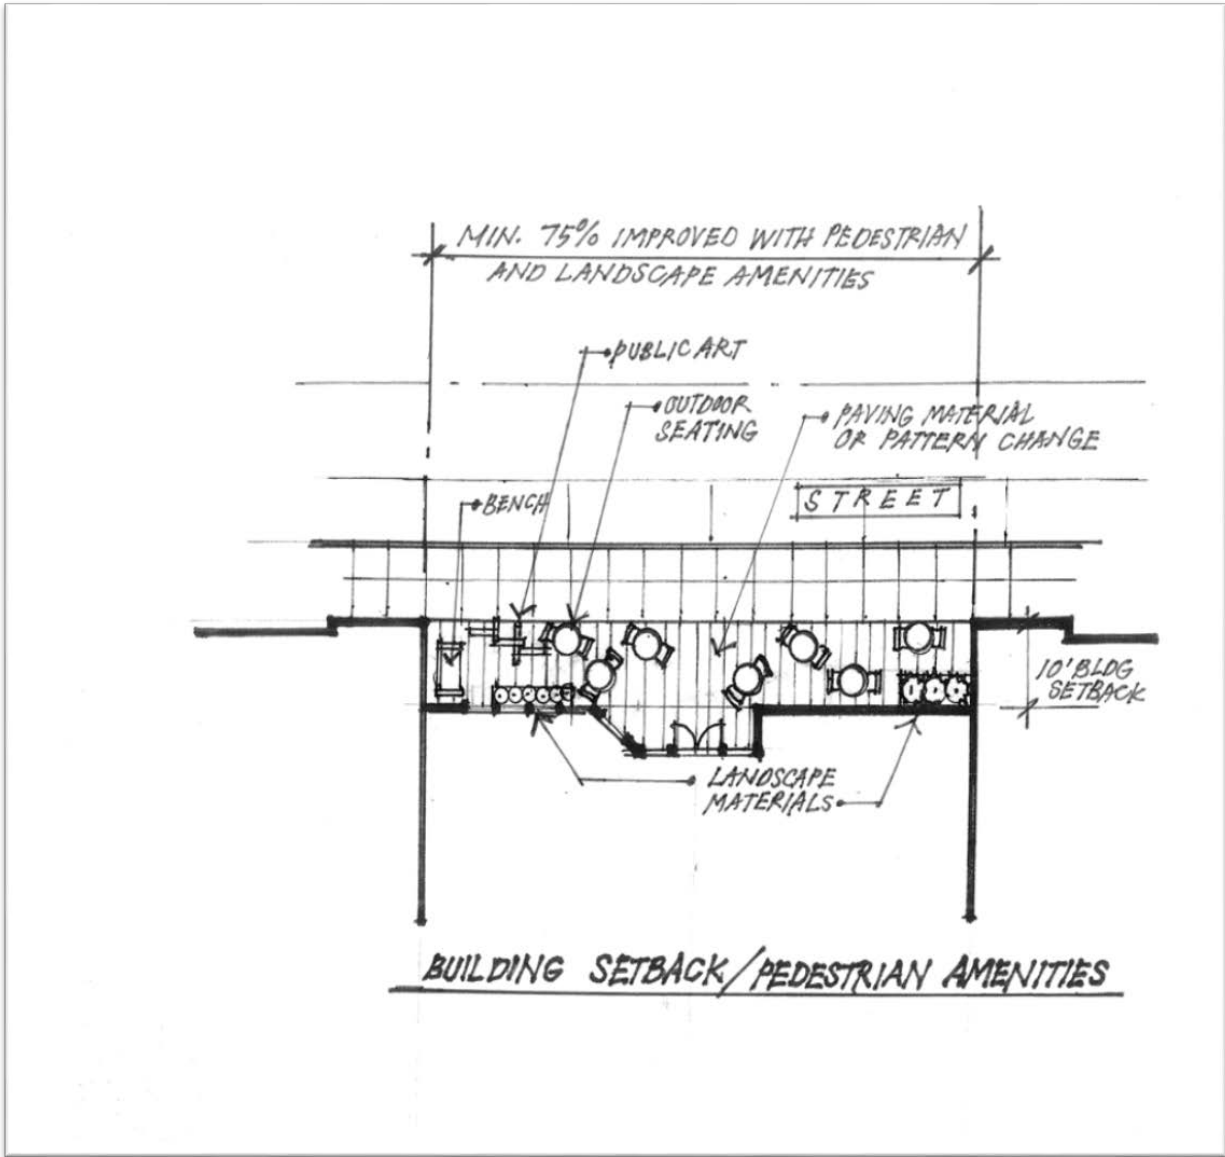 MIN. 75% IMPROVED WITH PEDESTRIAN
AND LANDSCAPE AMENITIES
PUBLIC ART
OUTDOOR
SEATING
PAVING MATERIAL
OR PATTERN CHANGE
STREET
BENCH
10' BLDG
SETBACK
LANDSCAPE
MATERIALS
BUILDING SETBACK/PEDESTRIAN AMENITIES